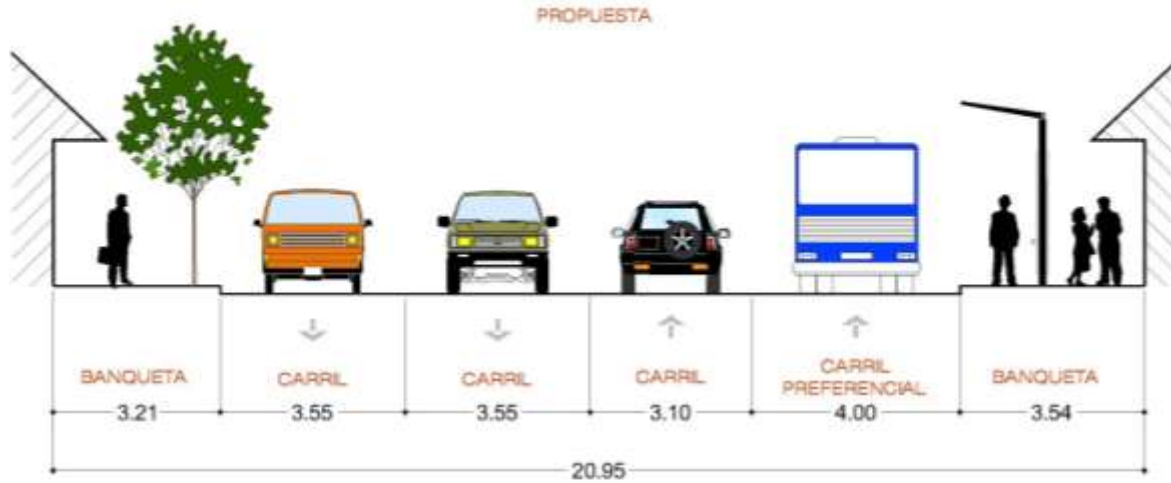 PROPUESTA
BANQUETA
CARRIL
CARRIL
CARRIL
CARRIL
PREFERENCIAL
BANQUETA
3.21
3.55
3.55
3.10
4.00
3.54
20.95